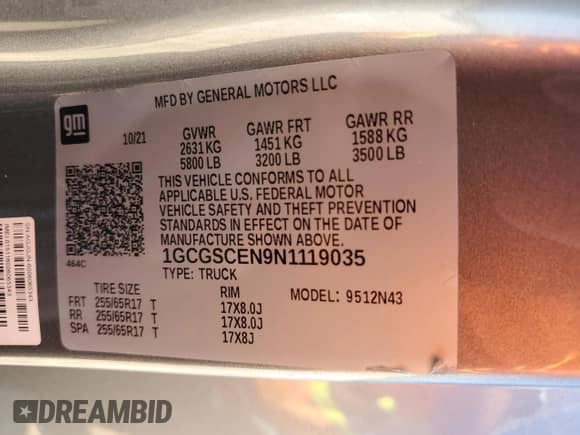 gm
MFD BY GENERAL MOTORS LLC
10/21 GVWR GAWR FRT GAWR RR
2631 KG 1451 KG 1588 KG
5800 LB 3200 LB 3500 LB
THIS VEHICLE CONFORMS TO ALL
APPLICABLE U.S. FEDERAL MOTOR
VEHICLE SAFETY AND THEFT PREVENTION
STANDARDS IN EFFECT ON THE DATE OF
MANUFACTURE SHOWN ABOVE.
464C
1GCGSCEN9N1119035
TYPE: TRUCK
TIRE SIZE RIM MODEL: 9512N43
FRT 255/65R17 T 17X8.0J
RR 255/65R17 T 17X8.0J
SPA 255/65R17 T 17X8J
DREAMBID